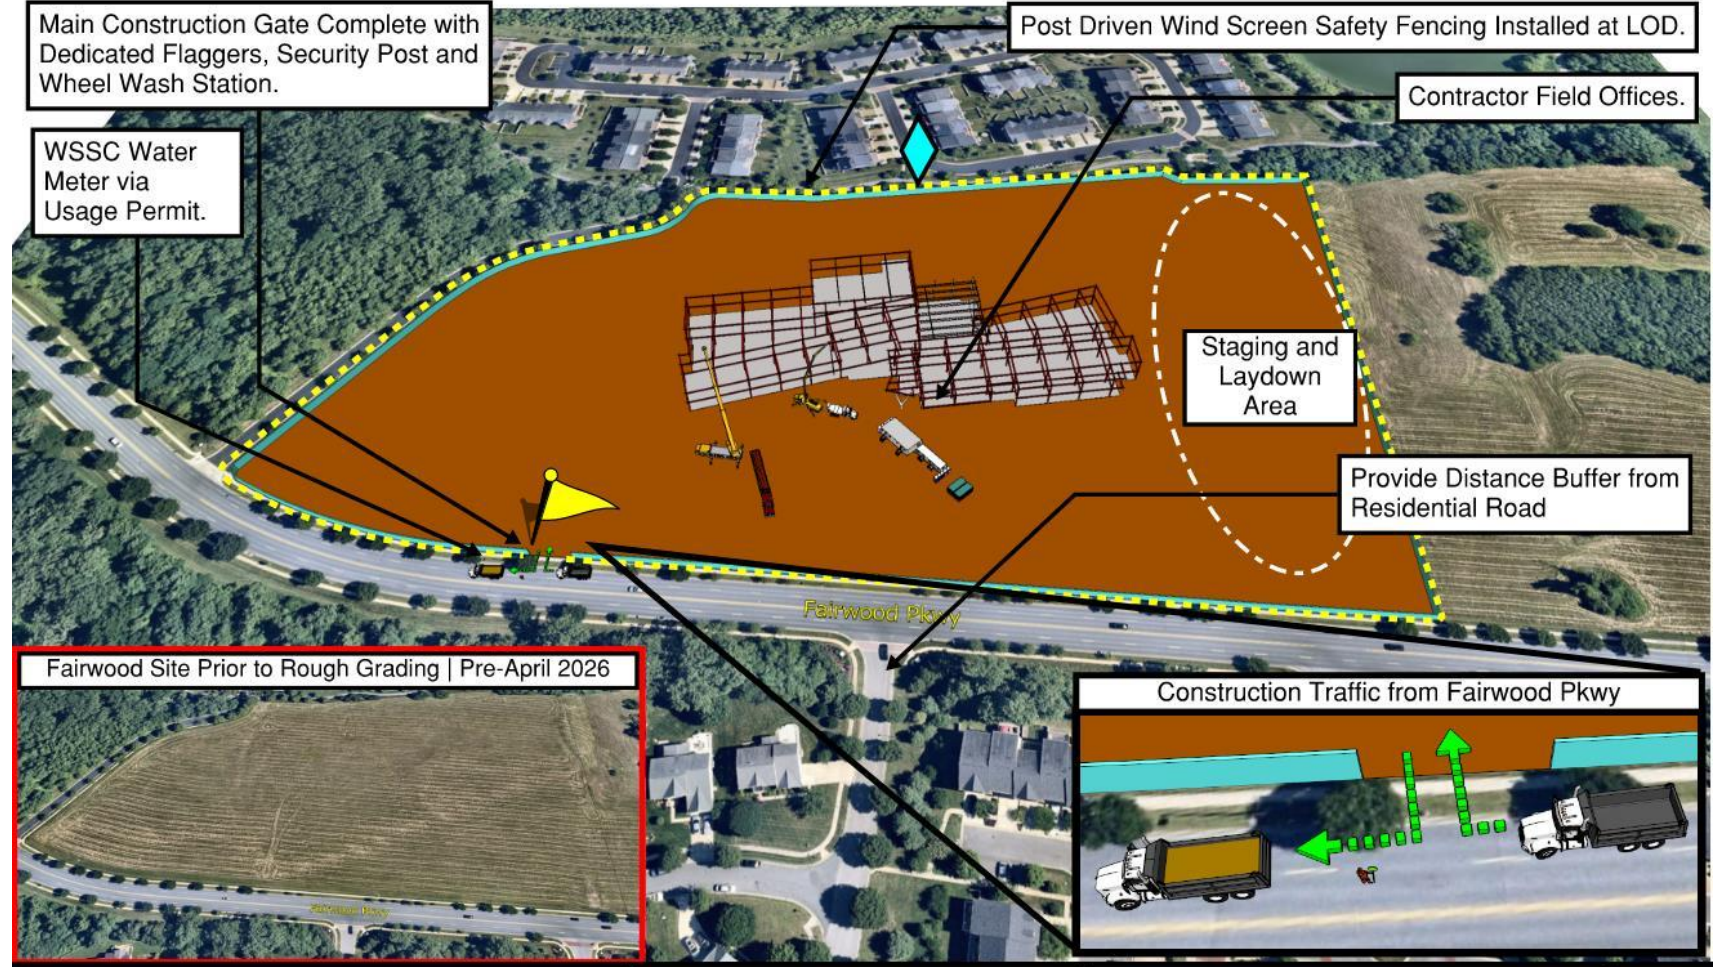 Main Construction Gate Complete with
Dedicated Flaggers, Security Post and
Wheel Wash Station.
Post Driven Wind Screen Safety Fencing Installed at LOD.
Contractor Field Offices.
WSSC Water
Meter via
Usage Permit.
Staging and
Laydown
Area
Provide Distance Buffer from
Residential Road
Fairwood Pkwy
Fairwood Site Prior to Rough Grading | Pre-April 2026
Fairwood Pkwy
Construction Traffic from Fairwood Pkwy